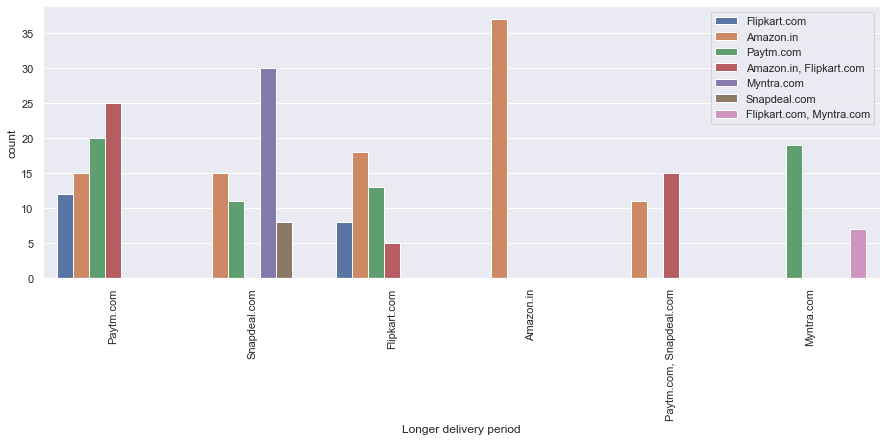 35
30
25
20
15
10
5
0
count
Flipkart.com
Amazon.in
Paytm.com
Amazon.in, Flipkart.com
Myntra.com
Snapdeal.com
Flipkart.com, Myntra.com
Paytm.com
Snapdeal.com
Flipkart.com
Amazon.in
Paytm.com, Snapdeal.com
Myntra.com
Longer delivery period